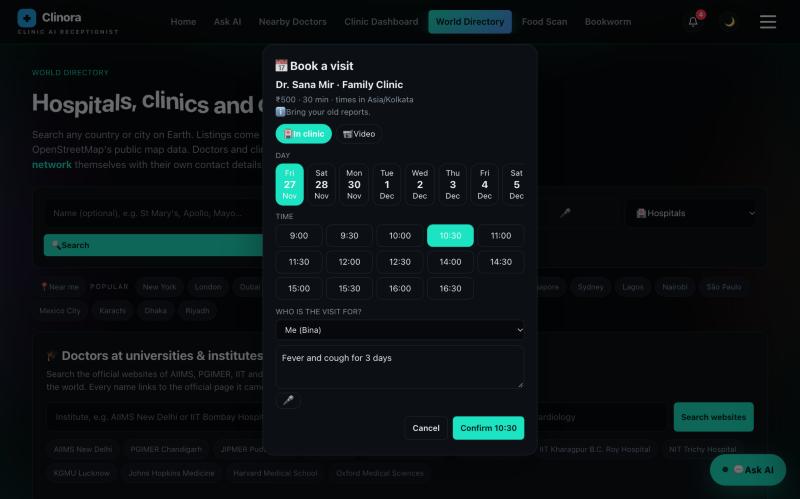 Clinora
CLINIC AI RECEPTIONIST
Home Ask AI Nearby Doctors Clinic Dashboard World Directory Food Scan Bookworm
4
WORLD DIRECTORY
Hospitals, clinics and
Search any country or city on Earth. Listings come
OpenStreetMap's public map data. Doctors and
network themselves with their own contact details
Name (optional), e.g. St Mary's, Apollo, Mayo...
Hospitals
Search
Near me POPULAR New York London Dubai
Sydney Lagos Nairobi São Paulo
Mexico City Karachi Dhaka Riyadh
Doctors at universities & institutes
Search the official websites of AIIMS, PGIMER, IIT and
the world. Every name links to the official page it came
Institute, e.g. AIIMS New Delhi or IIT Bombay
Search websites
AIIMS New Delhi PGIMER Chandigarh
IIT Kharagpur B.C. Roy Hospital NIT Trichy Hospital
KGMU Lucknow Johns Hopkins Medicine Harvard Medical School Oxford Medical Sciences
Ask AI
Book a visit
Dr. Sana Mir · Family Clinic
₹500 · 30 min · times in Asia/Kolkata
Bring your old reports.
In clinic Video
DAY
Fri Sat Mon Tue Wed Thu Fri Sat
27 28 30 1 2 3 4 5
Nov Nov Nov Dec Dec Dec Dec Dec
TIME
9:00 9:30 10:00 10:30 11:00
11:30 12:00 12:30 14:00 14:30
15:00 15:30 16:00 16:30
WHO IS THE VISIT FOR?
Me (Bina)
Fever and cough for 3 days
Cancel Confirm 10:30